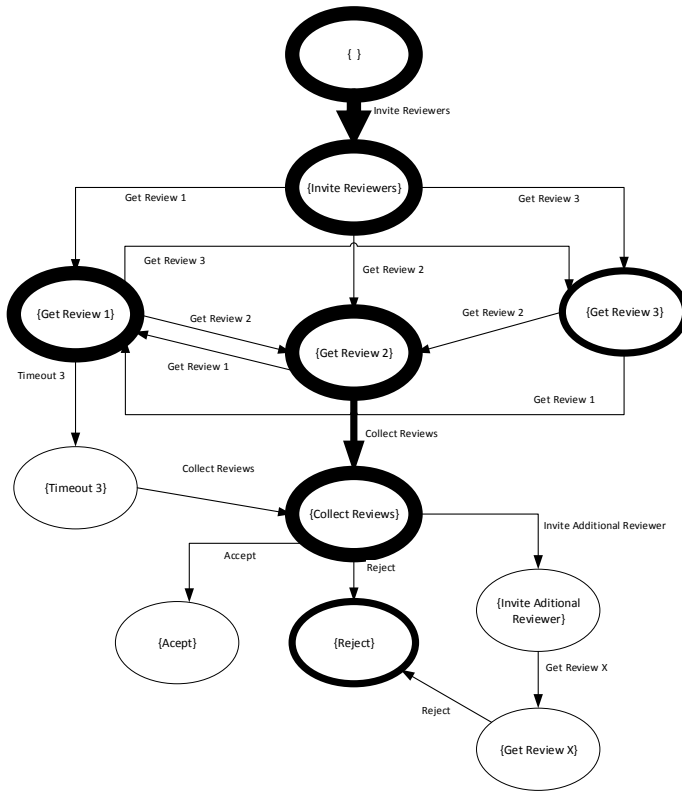 { }
Invite Reviewers
{Invite Reviewers}
Get Review 1
Get Review 3
Get Review 3
Get Review 2
{Get Review 1}
Get Review 2
Get Review 2
{Get Review 3}
{Get Review 2}
Get Review 1
Timeout 3
Get Review 1
Collect Reviews
Collect Reviews
{Timeout 3}
{Collect Reviews}
Invite Additional Reviewer
Accept
Reject
{Invite Aditional
Reviewer}
{Acept}
{Reject}
Get Review X
Reject
{Get Review X}